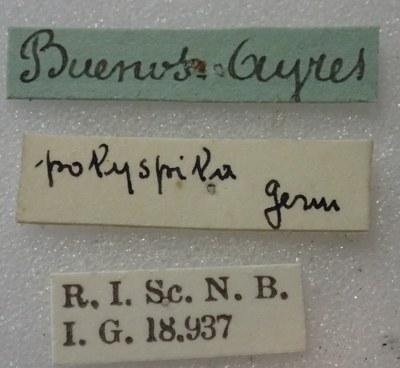 Buenos-Ayres
polyspila
Germ
R. I. Sc. N. B.
I. G. 18.937